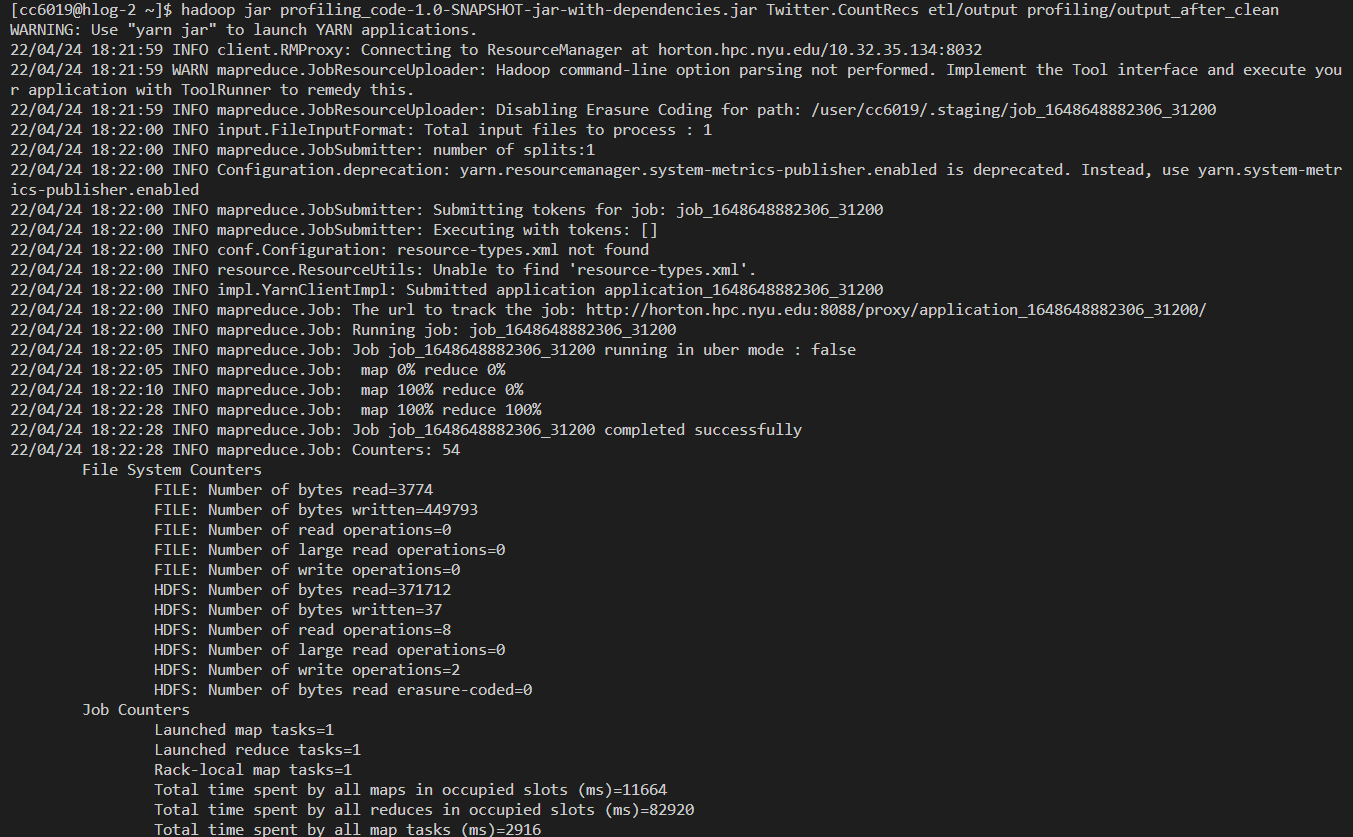 [cc6019@hlog-2 ~]$ hadoop jar profiling_code-1.0-SNAPSHOT-jar-with-dependencies.jar Twitter.CountRecs etl/output profiling/output_after_clean
WARNING: Use "yarn jar" to launch YARN applications.
22/04/24 18:21:59 INFO client.RMProxy: Connecting to ResourceManager at horton.hpc.nyu.edu/10.32.35.134:8032
22/04/24 18:21:59 WARN mapreduce.JobResourceUploader: Hadoop command-line option parsing not performed. Implement the Tool interface and execute you
r application with ToolRunner to remedy this.
22/04/24 18:21:59 INFO mapreduce.JobResourceUploader: Disabling Erasure Coding for path: /user/cc6019/.staging/job_1648648882306_31200
22/04/24 18:22:00 INFO input.FileInputFormat: Total input files to process : 1
22/04/24 18:22:00 INFO mapreduce.JobSubmitter: number of splits:1
22/04/24 18:22:00 INFO Configuration.deprecation: yarn.resourcemanager.system-metrics-publisher.enabled is deprecated. Instead, use yarn.system-metr
ics-publisher.enabled
22/04/24 18:22:00 INFO mapreduce.JobSubmitter: Submitting tokens for job: job_1648648882306_31200
22/04/24 18:22:00 INFO mapreduce.JobSubmitter: Executing with tokens: []
22/04/24 18:22:00 INFO conf.Configuration: resource-types.xml not found
22/04/24 18:22:00 INFO resource.ResourceUtils: Unable to find 'resource-types.xml'.
22/04/24 18:22:00 INFO impl.YarnClientImpl: Submitted application application_1648648882306_31200
22/04/24 18:22:00 INFO mapreduce.Job: The url to track the job: http://horton.hpc.nyu.edu:8088/proxy/application_1648648882306_31200/
22/04/24 18:22:00 INFO mapreduce.Job: Running job: job_1648648882306_31200
22/04/24 18:22:05 INFO mapreduce.Job: Job job_1648648882306_31200 running in uber mode : false
22/04/24 18:22:05 INFO mapreduce.Job:  map 0% reduce 0%
22/04/24 18:22:10 INFO mapreduce.Job:  map 100% reduce 0%
22/04/24 18:22:28 INFO mapreduce.Job:  map 100% reduce 100%
22/04/24 18:22:28 INFO mapreduce.Job: Job job_1648648882306_31200 completed successfully
22/04/24 18:22:28 INFO mapreduce.Job: Counters: 54
File System Counters
FILE: Number of bytes read=3774
FILE: Number of bytes written=449793
FILE: Number of read operations=0
FILE: Number of large read operations=0
FILE: Number of write operations=0
HDFS: Number of bytes read=371712
HDFS: Number of bytes written=37
HDFS: Number of read operations=8
HDFS: Number of large read operations=0
HDFS: Number of write operations=2
HDFS: Number of bytes read erasure-coded=0
Job Counters
Launched map tasks=1
Launched reduce tasks=1
Rack-local map tasks=1
Total time spent by all maps in occupied slots (ms)=11664
Total time spent by all reduces in occupied slots (ms)=82920
Total time spent by all map tasks (ms)=2916